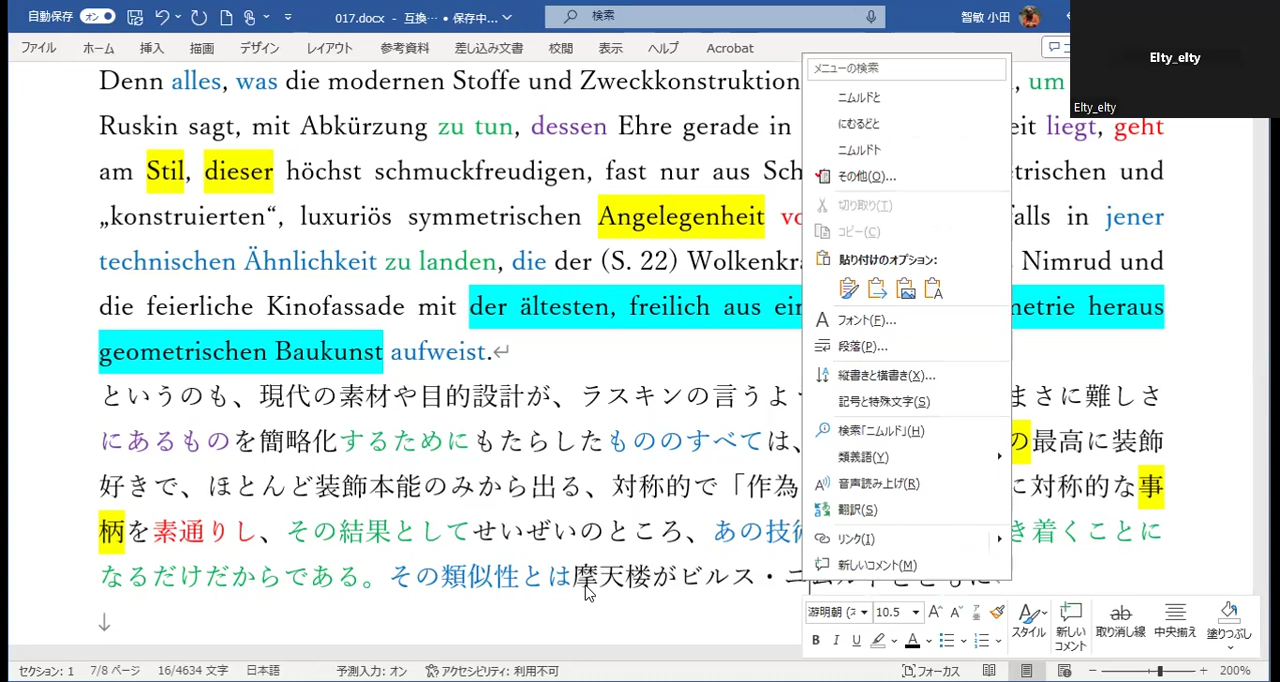 自動保存 オン 017.docx - 互換… • 保存中… 検索 智敏 小田
ファイル ホーム 挿入 描画 デザイン レイアウト 参考資料 差し込み文書 校閲 表示 ヘルプ Acrobat
Elty_elty
Elty_elty
Denn alles, was die modernen Stoffe und Zweckkonstruktion , um
Ruskin sagt, mit Abkürzung zu tun, dessen Ehre gerade in eit liegt, geht
am Stil, dieser höchst schmuckfreudigen, fast nur aus Sch trischen und
„konstruierten“, luxuriös symmetrischen Angelegenheit vo falls in jener
technischen Ähnlichkeit zu landen, die der (S. 22) Wolkenkra Nimrud und
die feierliche Kinofassade mit der ältesten, freilich aus ein metrie heraus
geometrischen Baukunst aufweist.↵
というのも、現代の素材や目的設計が、ラスキンの言うよ まさに難しさ
にあるものを簡略化するためにもたらしたもののすべては、 の最高に装飾
好きで、ほとんど装飾本能のみから出る、対称的で「作為 に対称的な事
柄を素通りし、その結果としてせいぜいのところ、あの技 き着くことに
なるだけだからである。その類似性とは摩天楼がビルス・ニ
↓
メニューの検索
ニムルドと
にむるどと
ニムルドト
その他(O)...
切り取り(T)
コピー(C)
貼り付けのオプション:
フォント(F)...
段落(P)...
縦書きと横書き(X)...
記号と特殊文字(S)
検索「ニムルド」(H)
類義語(Y)
音声読み上げ(R)
翻訳(S)
リンク(I)
新しいコメント(M)
游明朝 (ス 10.5
B I U
スタイル 新しいコメント 取り消し線 中央揃え 塗りつぶし
セクション: 1 7/8 ページ 16/4634 文字 日本語 予測入力: オン アクセシビリティ: 利用不可 フォーカス 200%